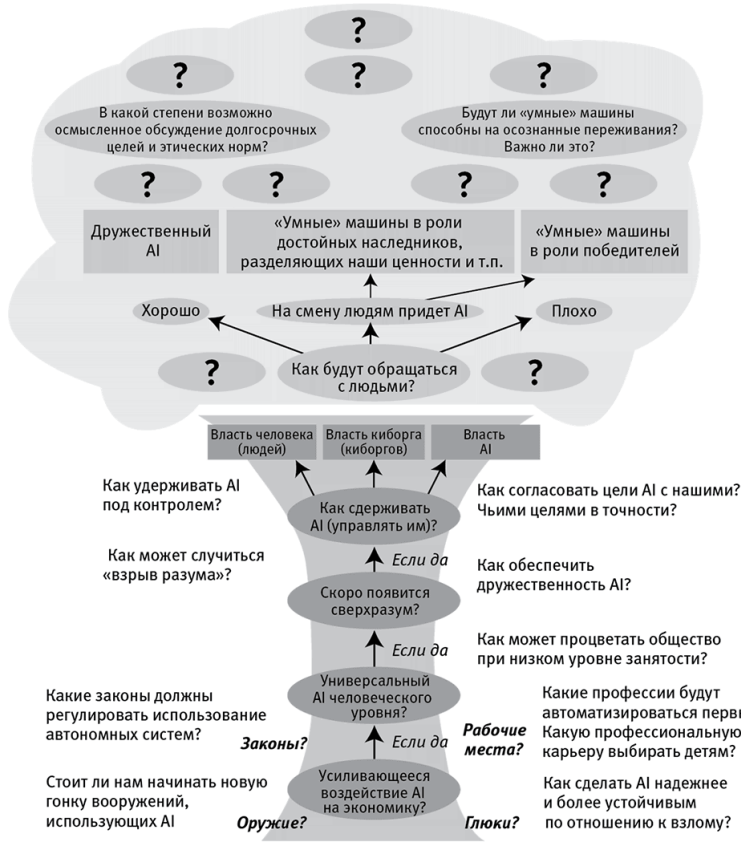 ?
?
?
?
В какой степени возможно
осмысленное обсуждение долгосрочных
целей и этических норм?
Будут ли «умные» машины
способны на осознанные переживания?
Важно ли это?
?
?
?
?
Дружественный
AI
«Умные» машины в роли
достойных наследников,
разделяющих наши ценности и т.п.
«Умные» машины
в роли победителей
Хорошо
На смену людям придет AI
Плохо
?
Как будут обращаться
с людьми?
?
Власть человека
(людей)
Власть киборга
(киборгов)
Власть
AI
Как удерживать AI
под контролем?
Как сдерживать
AI (управлять им)?
Как согласовать цели AI с нашими?
Чьими целями в точности?
Как может случиться
«взрыв разума»?
Если да
Скоро появится
сверхразум?
Как обеспечить
дружественность AI?
Если да
Как может процветать общество
при низком уровне занятости?
Универсальный
AI человеческого
уровня?
Какие законы должны
регулировать использование
автономных систем?
Законы?
Если да
Рабочие
места?
Какие профессии будут
автоматизироваться перв
Какую профессиональную
карьеру выбирать детям?
Стоит ли нам начинать новую
гонку вооружений,
использующих AI
Оружие?
Усиливающееся
воздействие AI
на экономику?
Глюки?
Как сделать AI надежнее
и более устойчивым
по отношению к взлому?